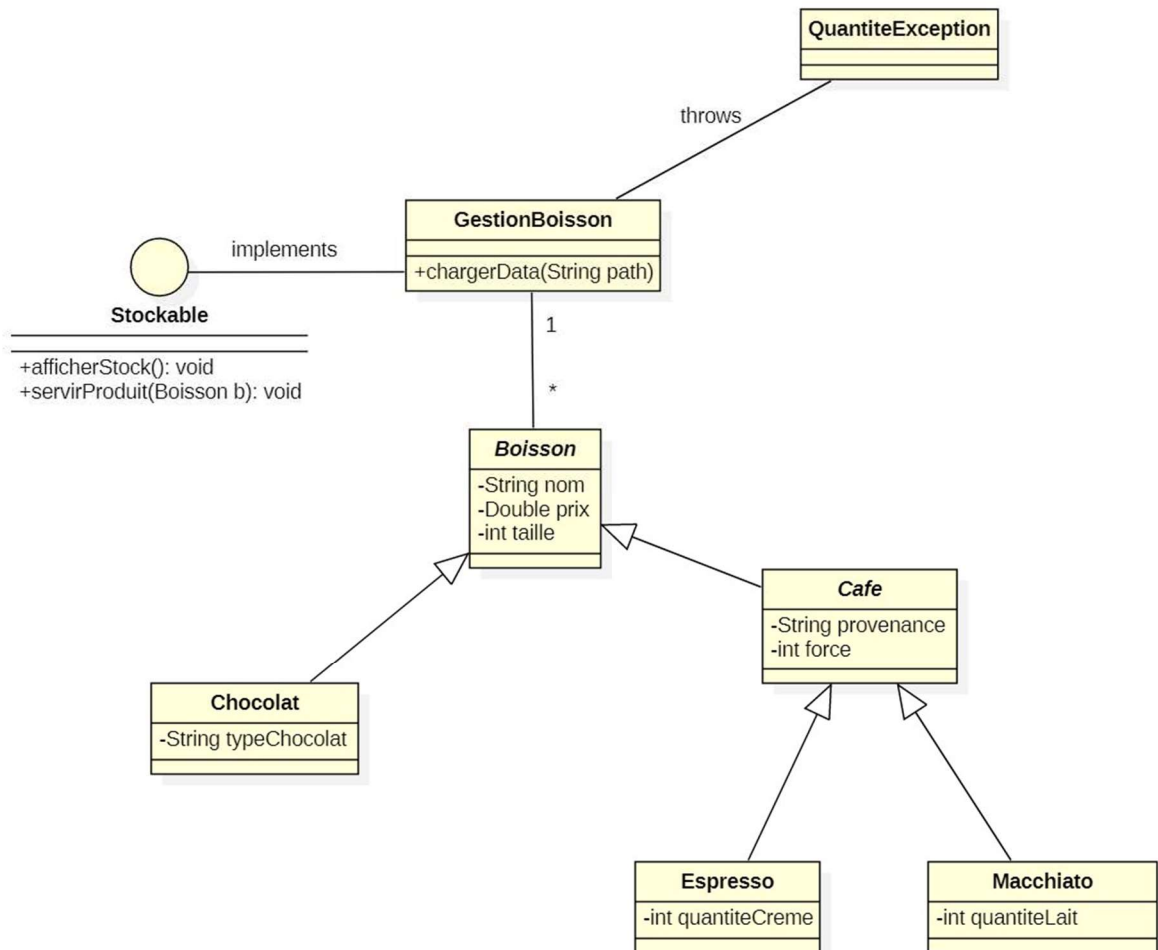 QuantiteException
throws
GestionBoisson
+chargerData(String path)
implements
Stockable
+afficherStock(): void
+servirProduit(Boisson b): void
1
*
Boisson
-String nom
-Double prix
-int taille
Cafe
-String provenance
-int force
Chocolat
-String typeChocolat
Espresso
-int quantiteCreme
Macchiato
-int quantiteLait